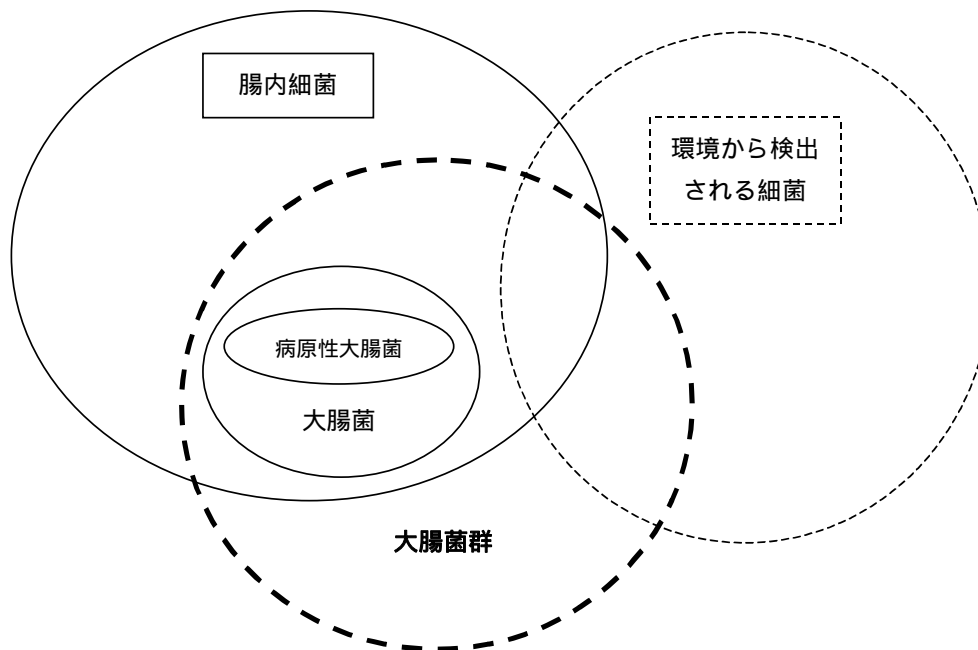 腸内細菌
環境から検出
される細菌
病原性大腸菌
大腸菌
大腸菌群